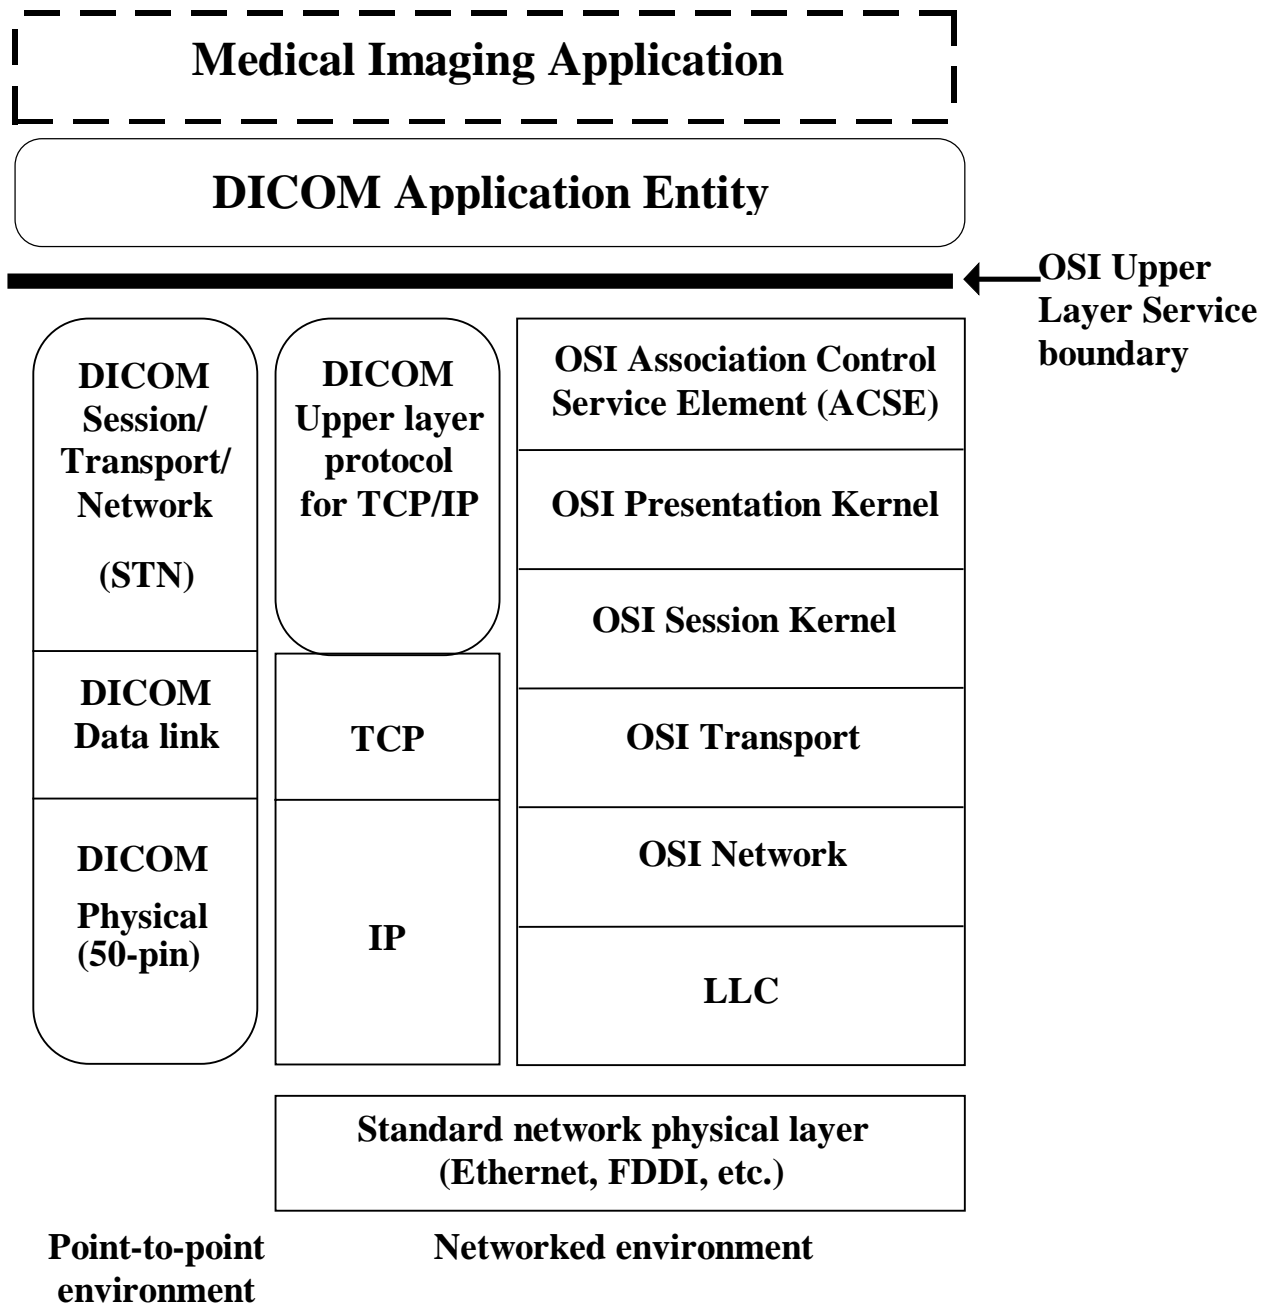 Medical Imaging Application
DICOM Application Entity
OSI Upper
Layer Service
boundary
DICOM
Session/
Transport/
Network
(STN)
DICOM
Data link
DICOM
Physical
(50-pin)
DICOM
Upper layer
protocol
for TCP/IP
TCP
IP
OSI Association Control
Service Element (ACSE)
OSI Presentation Kernel
OSI Session Kernel
OSI Transport
OSI Network
LLC
Standard network physical layer
(Ethernet, FDDI, etc.)
Point-to-point
environment
Networked environment